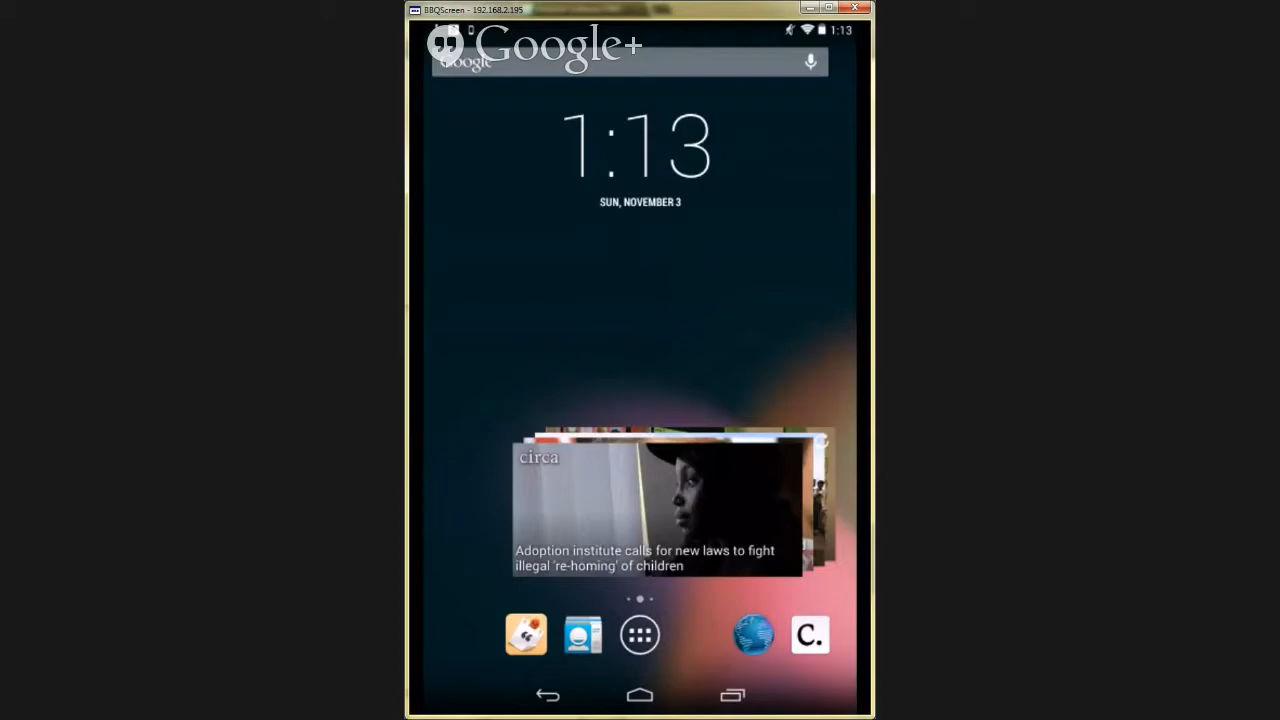 BBQScreen - 192.168.2.195
1:13
Google+
Google
1:13
SUN, NOVEMBER 3
circa
Adoption institute calls for new laws to fight
illegal 're-homing' of children
C.